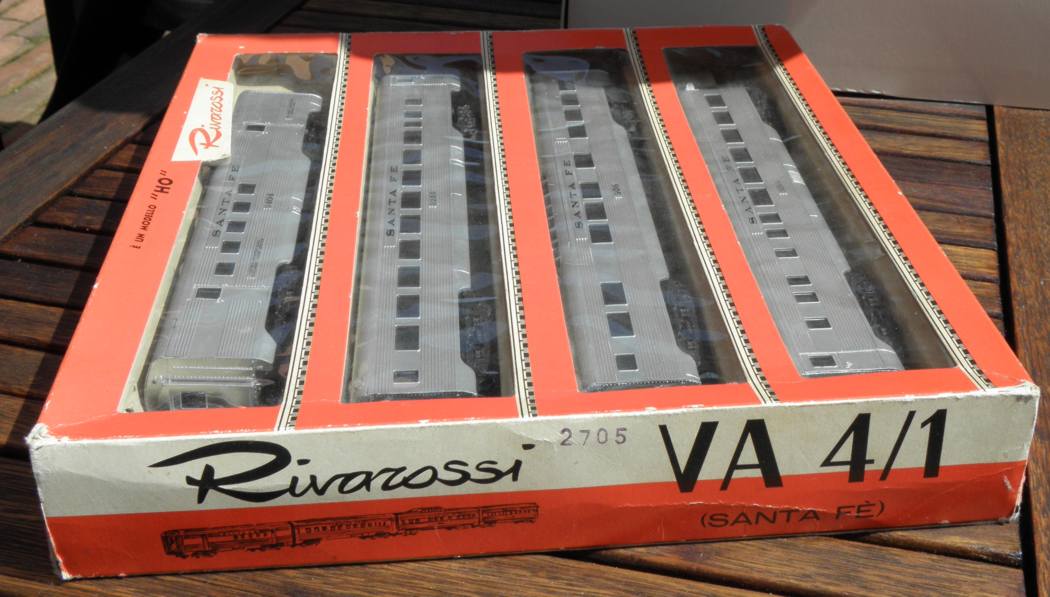 Rivarossi
È UN MODELLO "HO"
SANTA FE
SANTA FE
SANTA FE
SANTA FE
Rivarossi
2705
VA 4/1
(SANTA FÈ)